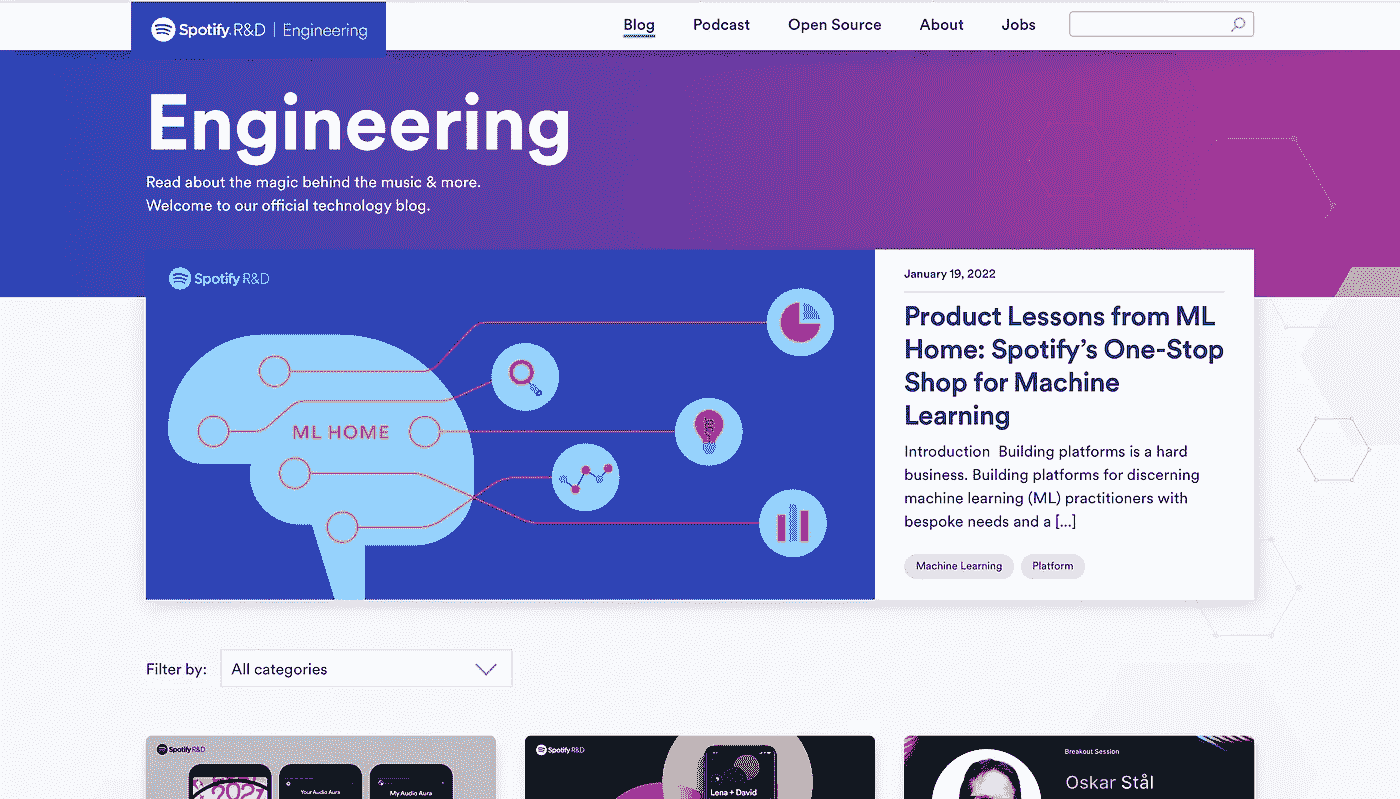 Spotify R&D | Engineering
Blog
Podcast
Open Source
About
Jobs
Engineering
Read about the magic behind the music & more.
Welcome to our official technology blog.
Spotify R&D
ML HOME
January 19, 2022
Product Lessons from ML
Home: Spotify’s One-Stop
Shop for Machine
Learning
Introduction  Building platforms is a hard
business. Building platforms for discerning
machine learning (ML) practitioners with
bespoke needs and a [...]
Machine Learning
Platform
Filter by:
All categories
Spotify R&D
2021
Your Audio Aura
My Audio Aura
Spotify R&D
Lena + David
Breakout Session
Oskar Stål